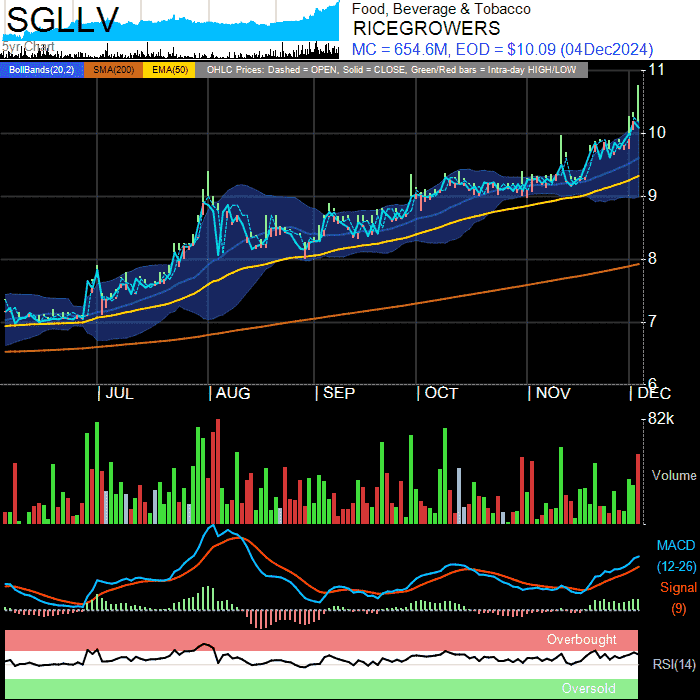 SGLLV
5yr Chart
Food, Beverage & Tobacco
RICEGROWERS
MC = 654.6M, EOD = $10.09 (04Dec2024)
BollBands(20,2) SMA(200) EMA(50) OHLC Prices: Dashed = OPEN, Solid = CLOSE, Green/Red bars = Intra-day HIGH/LOW
11
10
9
8
7
6
| JUL | AUG | SEP | OCT | NOV | DEC
82k
Volume
MACD
(12-26)
Signal
(9)
Overbought
RSI(14)
Oversold